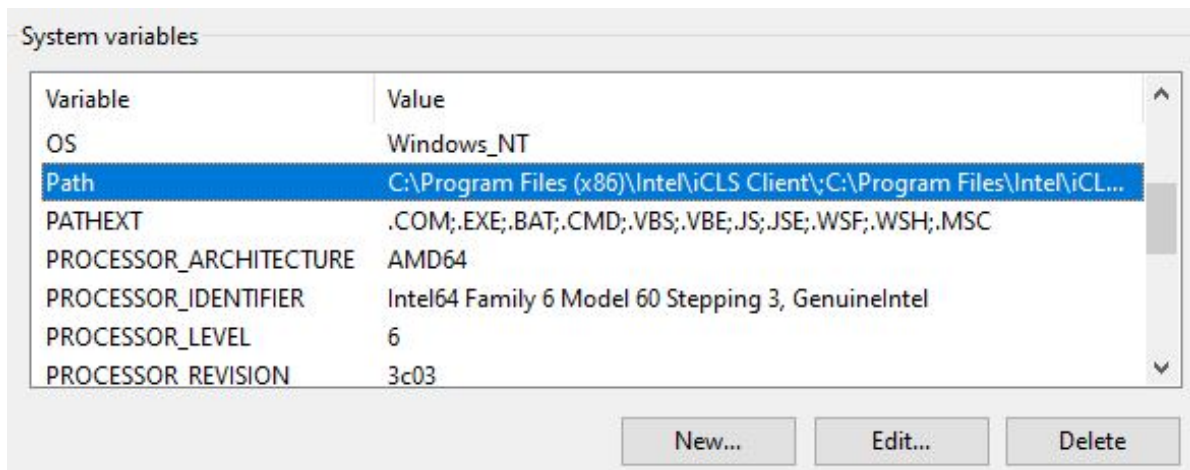 System variables
Variable Value
OS Windows_NT
Path C:\Program Files (x86)\Intel\iCLS Client\;C:\Program Files\Intel\iCL...
PATHEXT .COM;.EXE;.BAT;.CMD;.VBS;.VBE;.JS;.JSE;.WSF;.WSH;.MSC
PROCESSOR_ARCHITECTURE AMD64
PROCESSOR_IDENTIFIER Intel64 Family 6 Model 60 Stepping 3, GenuineIntel
PROCESSOR_LEVEL 6
PROCESSOR_REVISION 3c03
New... Edit... Delete